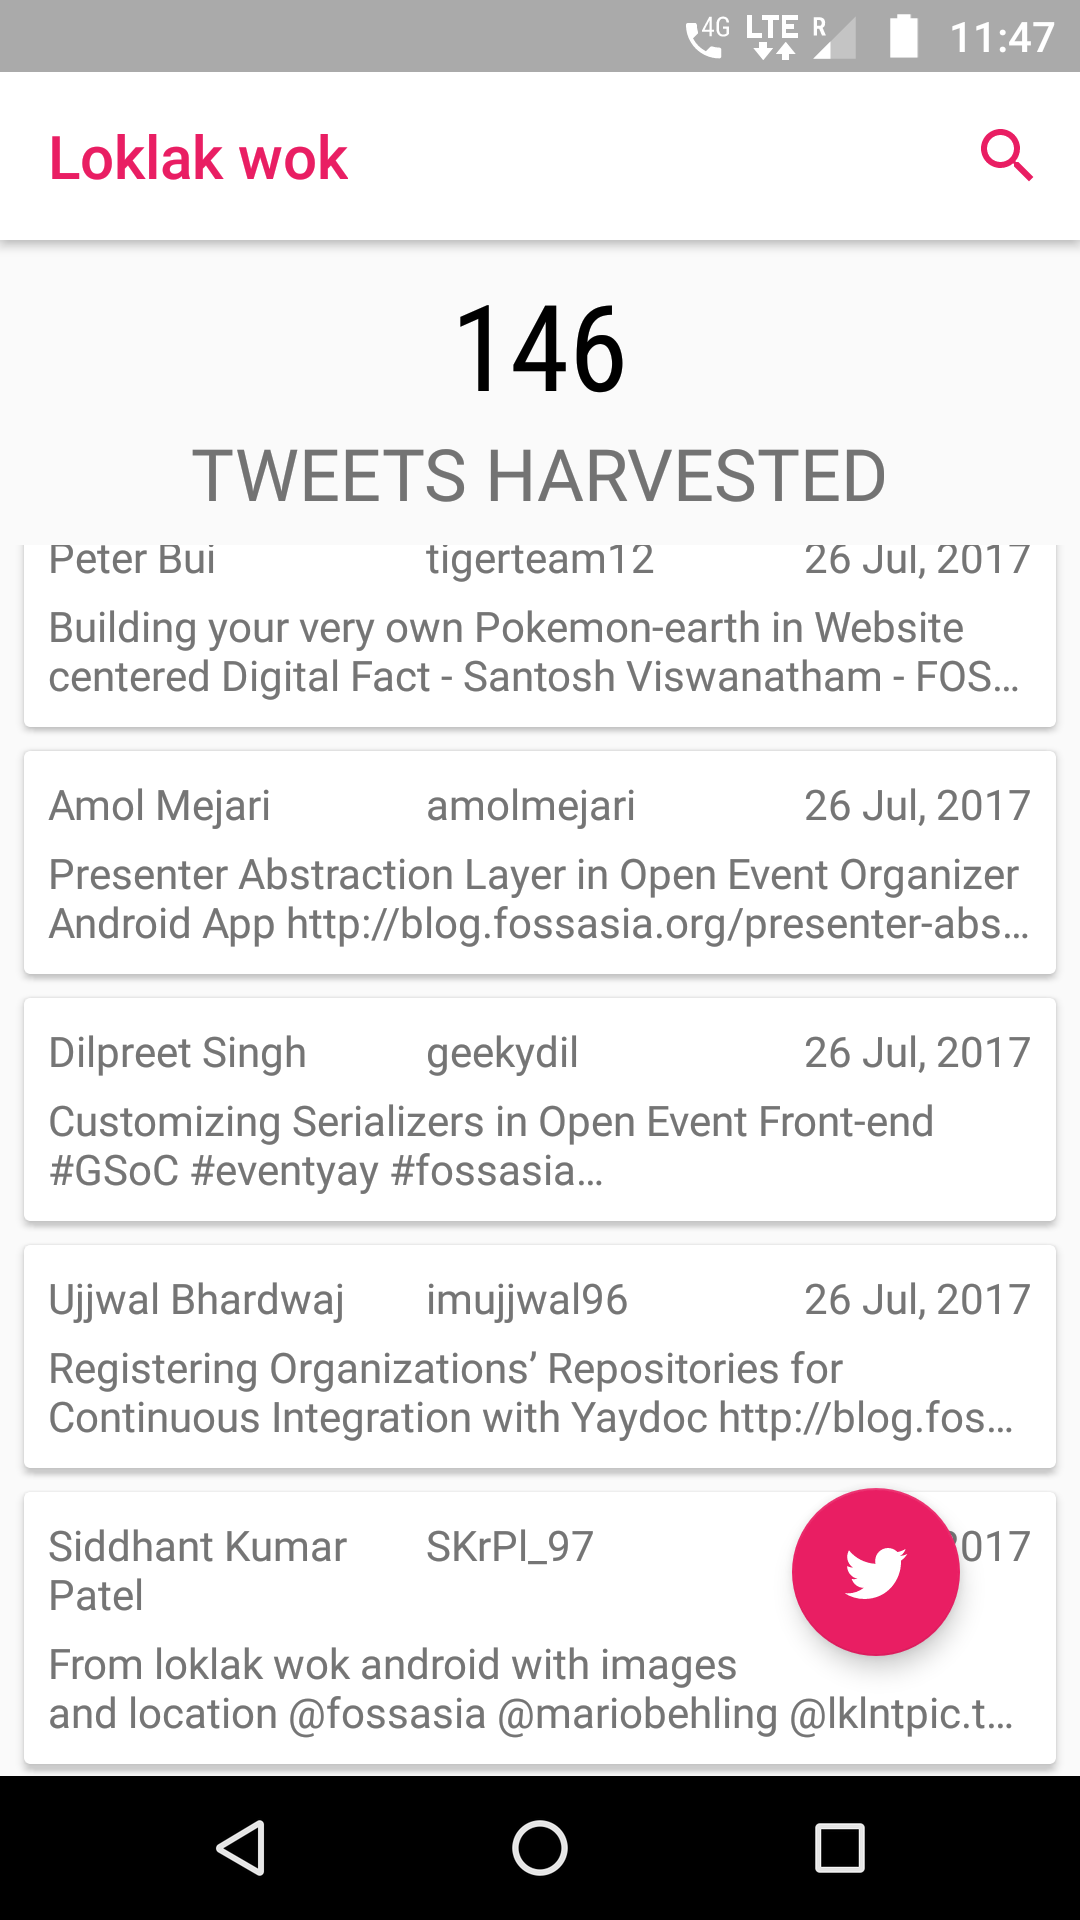 4G LTE R 11:47
Loklak wok
146
TWEETS HARVESTED
Peter Bui tigerteam12 26 Jul, 2017
Building your very own Pokemon-earth in Website
centered Digital Fact - Santosh Viswanatham - FOS…
Amol Mejari amolmejari 26 Jul, 2017
Presenter Abstraction Layer in Open Event Organizer
Android App http://blog.fossasia.org/presenter-abs…
Dilpreet Singh geekydil 26 Jul, 2017
Customizing Serializers in Open Event Front-end
#GSoC #eventyay #fossasia…
Ujjwal Bhardwaj imujjwal96 26 Jul, 2017
Registering Organizations’ Repositories for
Continuous Integration with Yaydoc http://blog.fos…
Siddhant Kumar SKrPl_97 2017
Patel
From loklak wok android with images
and location @fossasia @mariobehling @lklntpic.t…